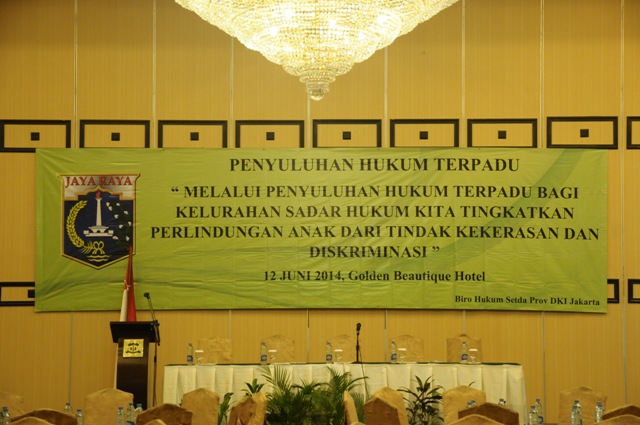 PENYULUHAN HUKUM TERPADU
JAYA RAYA
“ MELALUI PENYULUHAN HUKUM TERPADU BAGI
KELURAHAN SADAR HUKUM KITA TINGKATKAN
PERLINDUNGAN ANAK DARI TINDAK KEKERASAN DAN
DISKRIMINASI ”
12 JUNI 2014, Golden Beautique Hotel
Biro Hukum Setda Prov DKI Jakarta